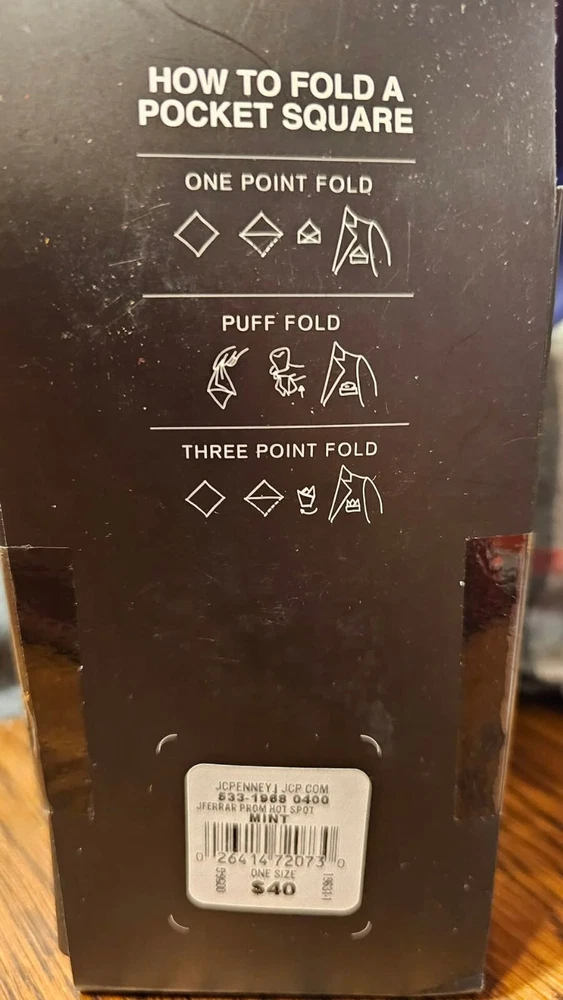 HOW TO FOLD A
POCKET SQUARE
ONE POINT FOLD
PUFF FOLD
THREE POINT FOLD
JCPENNEY | JCP.COM
533-1968 0400
JFERRAR PROM HOT SPOT
MINT
0 26414 72073 0
ONE SIZE
$40